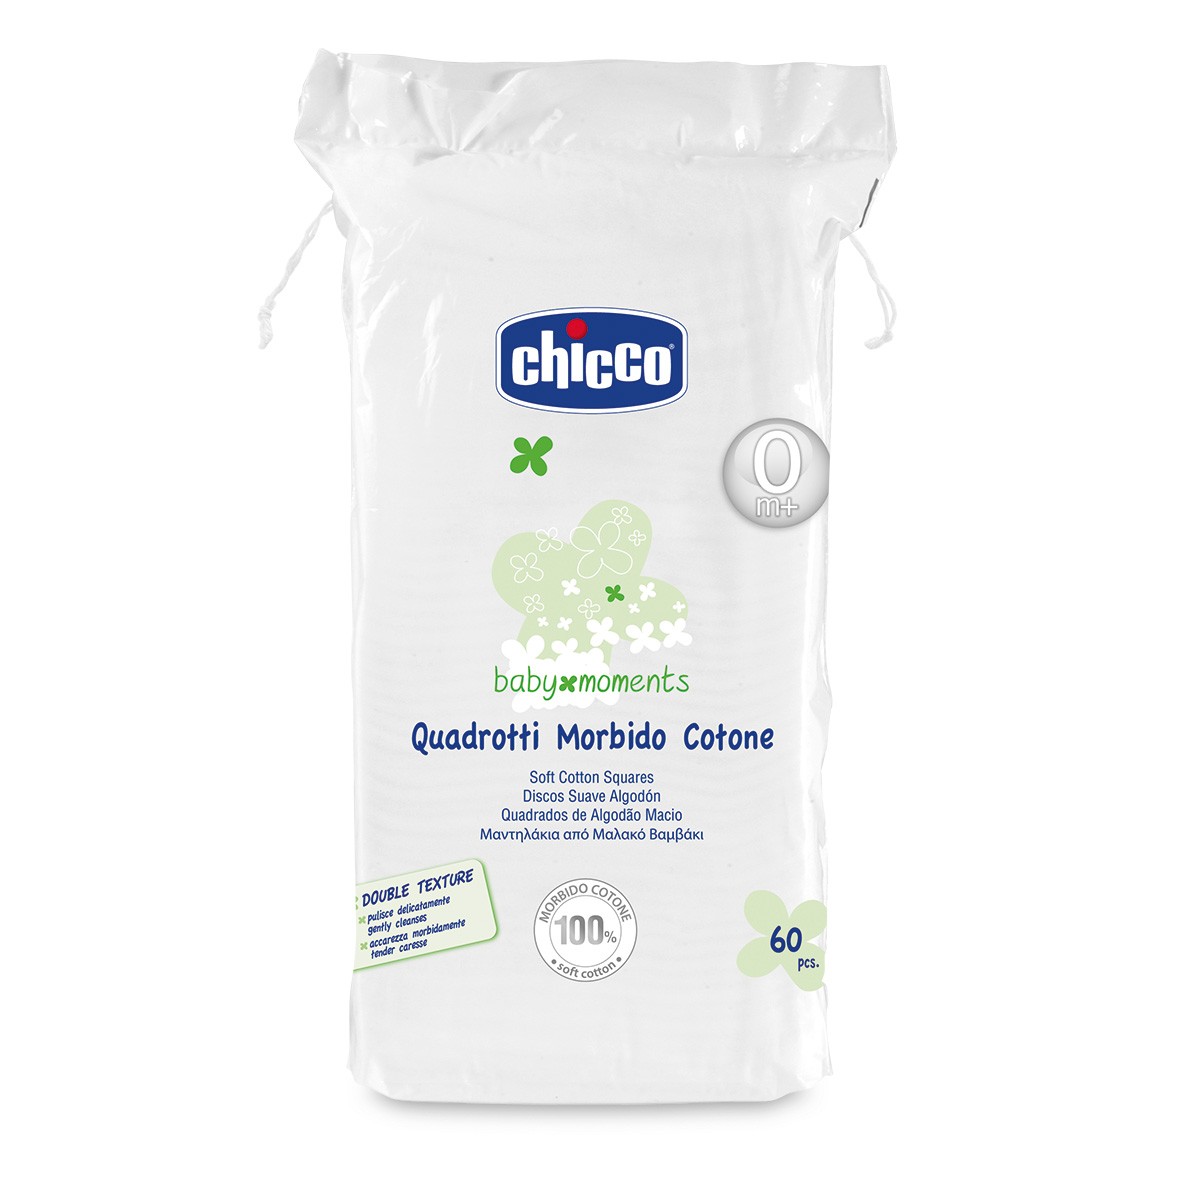 chicco®
0
m+
baby moments
Quadrotti Morbido Cotone
Soft Cotton Squares
Discos Suave Algodón
Quadrados de Algodão Macio
Μαντηλάκια από Μαλακό Βαμβάκι
DOUBLE TEXTURE
pulisce delicatamente
gently cleanses
accarezza morbidamente
tender caresse
MORBIDO COTONE
100%
• soft cotton •
60
pcs.